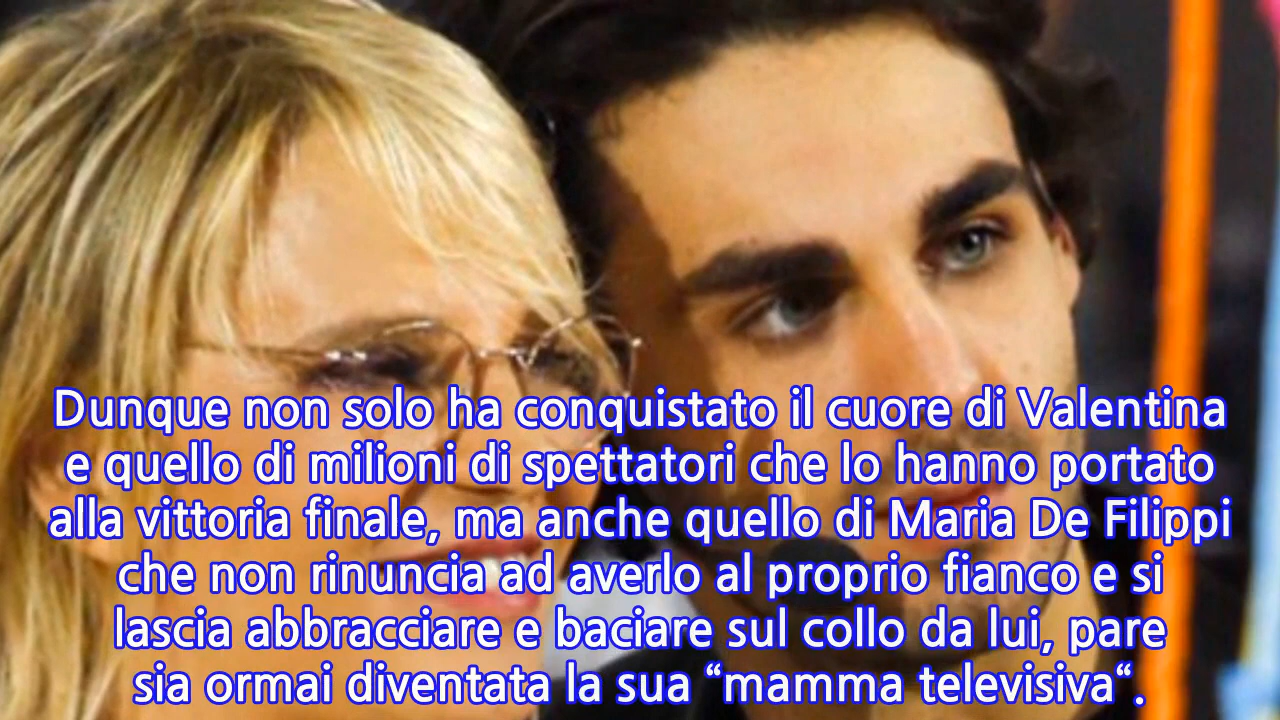 Dunque non solo ha conquistato il cuore di Valentina
e quello di milioni di spettatori che lo hanno portato
alla vittoria finale, ma anche quello di Maria De Filippi
che non rinuncia ad averlo al proprio fianco e si
lascia abbracciare e baciare sul collo da lui, pare
sia ormai diventata la sua “mamma televisiva“.